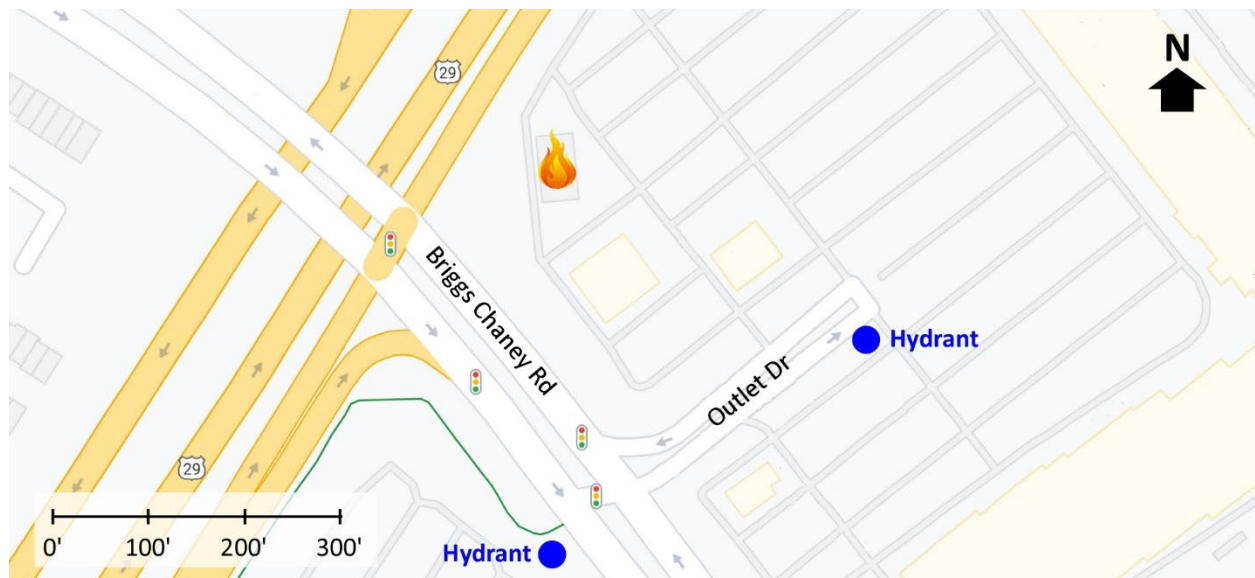 29
N
Briggs Chaney Rd
Hydrant
Outlet Dr
29
0' 100' 200' 300'
Hydrant